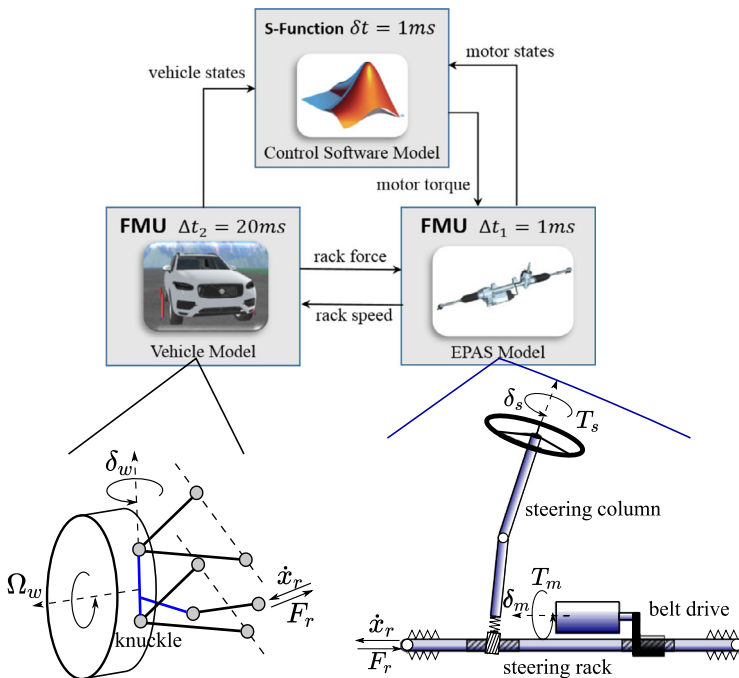 S-Function δt = 1ms
vehicle states
motor states
Control Software Model
motor torque
FMU Δt₂ = 20ms
FMU Δt₁ = 1ms
rack force
rack speed
Vehicle Model
EPAS Model
δₛ
Tₛ
δ_w
steering column
Ω_w
ẋᵣ
Fᵣ
knuckle
Tₘ
δₘ
belt drive
ẋᵣ
Fᵣ
steering rack